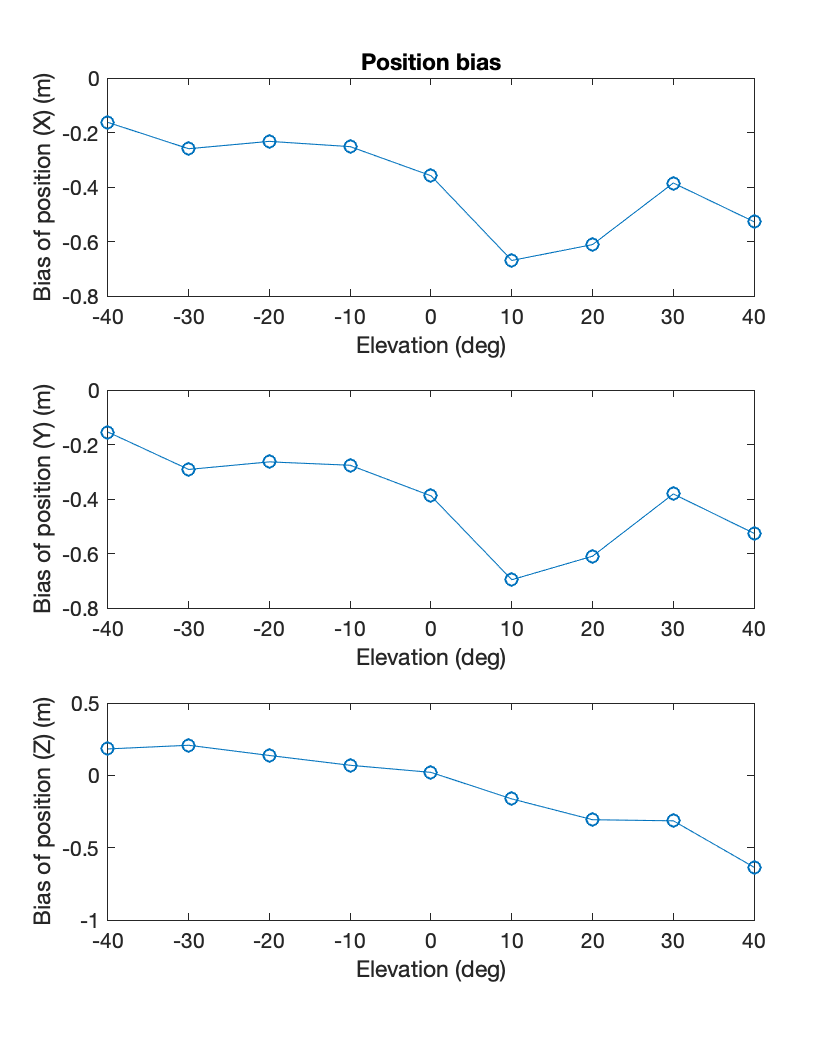 Position bias
Bias of position (X) (m)
0
-0.2
-0.4
-0.6
-0.8
-40 -30 -20 -10 0 10 20 30 40
Elevation (deg)
Bias of position (Y) (m)
0
-0.2
-0.4
-0.6
-0.8
-40 -30 -20 -10 0 10 20 30 40
Elevation (deg)
Bias of position (Z) (m)
0.5
0
-0.5
-1
-40 -30 -20 -10 0 10 20 30 40
Elevation (deg)